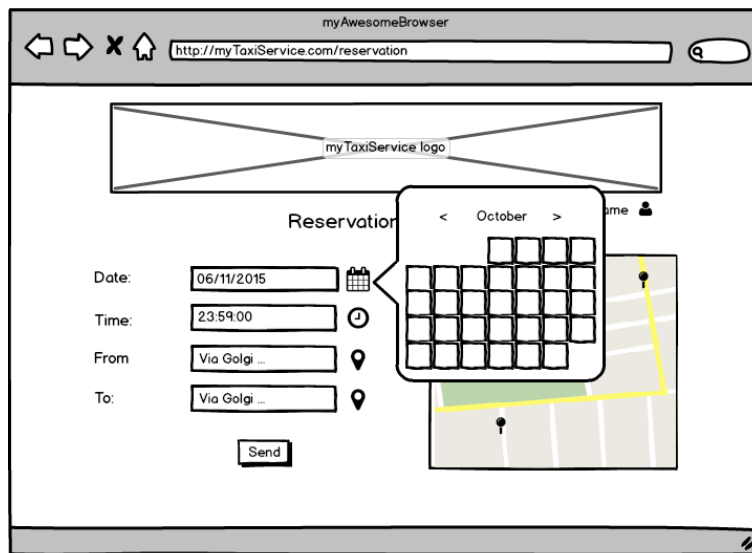 myAwesomeBrowser
http://myTaxiService.com/reservation
myTaxiService logo
ame
Reservation
< October >
Date:
06/11/2015
Time:
23:59:00
From
Via Golgi ...
To:
Via Golgi ...
Send